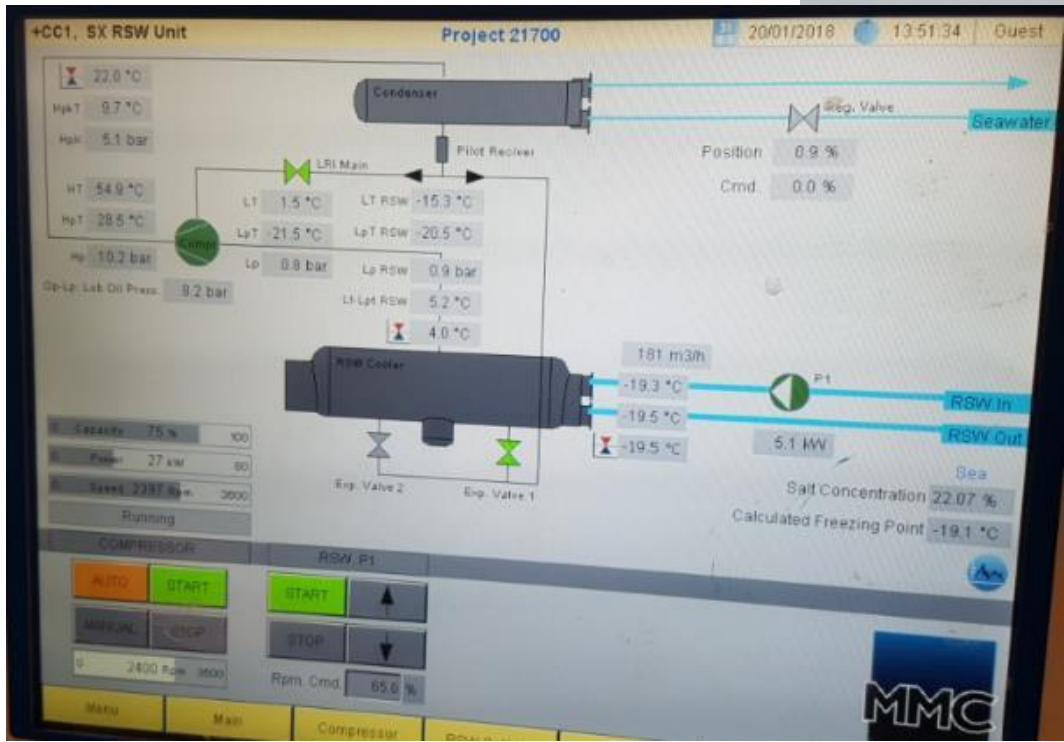 +CC1, SX RSW Unit
Project 21700
20/01/2018
13:51:34
Guest
22.0 °C
HpkT 9.7 °C
5.1 bar
Condenser
Reg. Valve
Seawater
Pilot Reciver
Position 0.9 %
Cmd. 0.0 %
LRI Main
HT 54.9 °C
HpT 28.5 °C
Hp 10.2 bar
Compr
LT 1.5 °C
LpT -21.5 °C
Lp 0.8 bar
LT RSW -15.3 °C
LpT RSW -20.5 °C
Lp RSW 0.9 bar
Lt-Lpt RSW 5.2 °C
4.0 °C
Op-Lp: Lub Oil Press. 8.2 bar
RSW Cooler
181 m3/h
-19.3 °C
P1
RSW In
-19.5 °C
RSW Out
-19.5 °C
5.1 kW
Exp. Valve 2
Exp. Valve 1
Sea
Salt Concentration 22.07 %
Calculated Freezing Point -19.1 °C
0 Capacity 75 % 100
Power 27 kW
Speed 2397 Rpm 3600
Running
COMPRESSOR
RSW, P1
AUTO
START
START
MANUAL
STOP
STOP
0 2400 Rpm 3600
Rpm. Cmd. 65.0 %
MMC
Menu
Main
Compressor